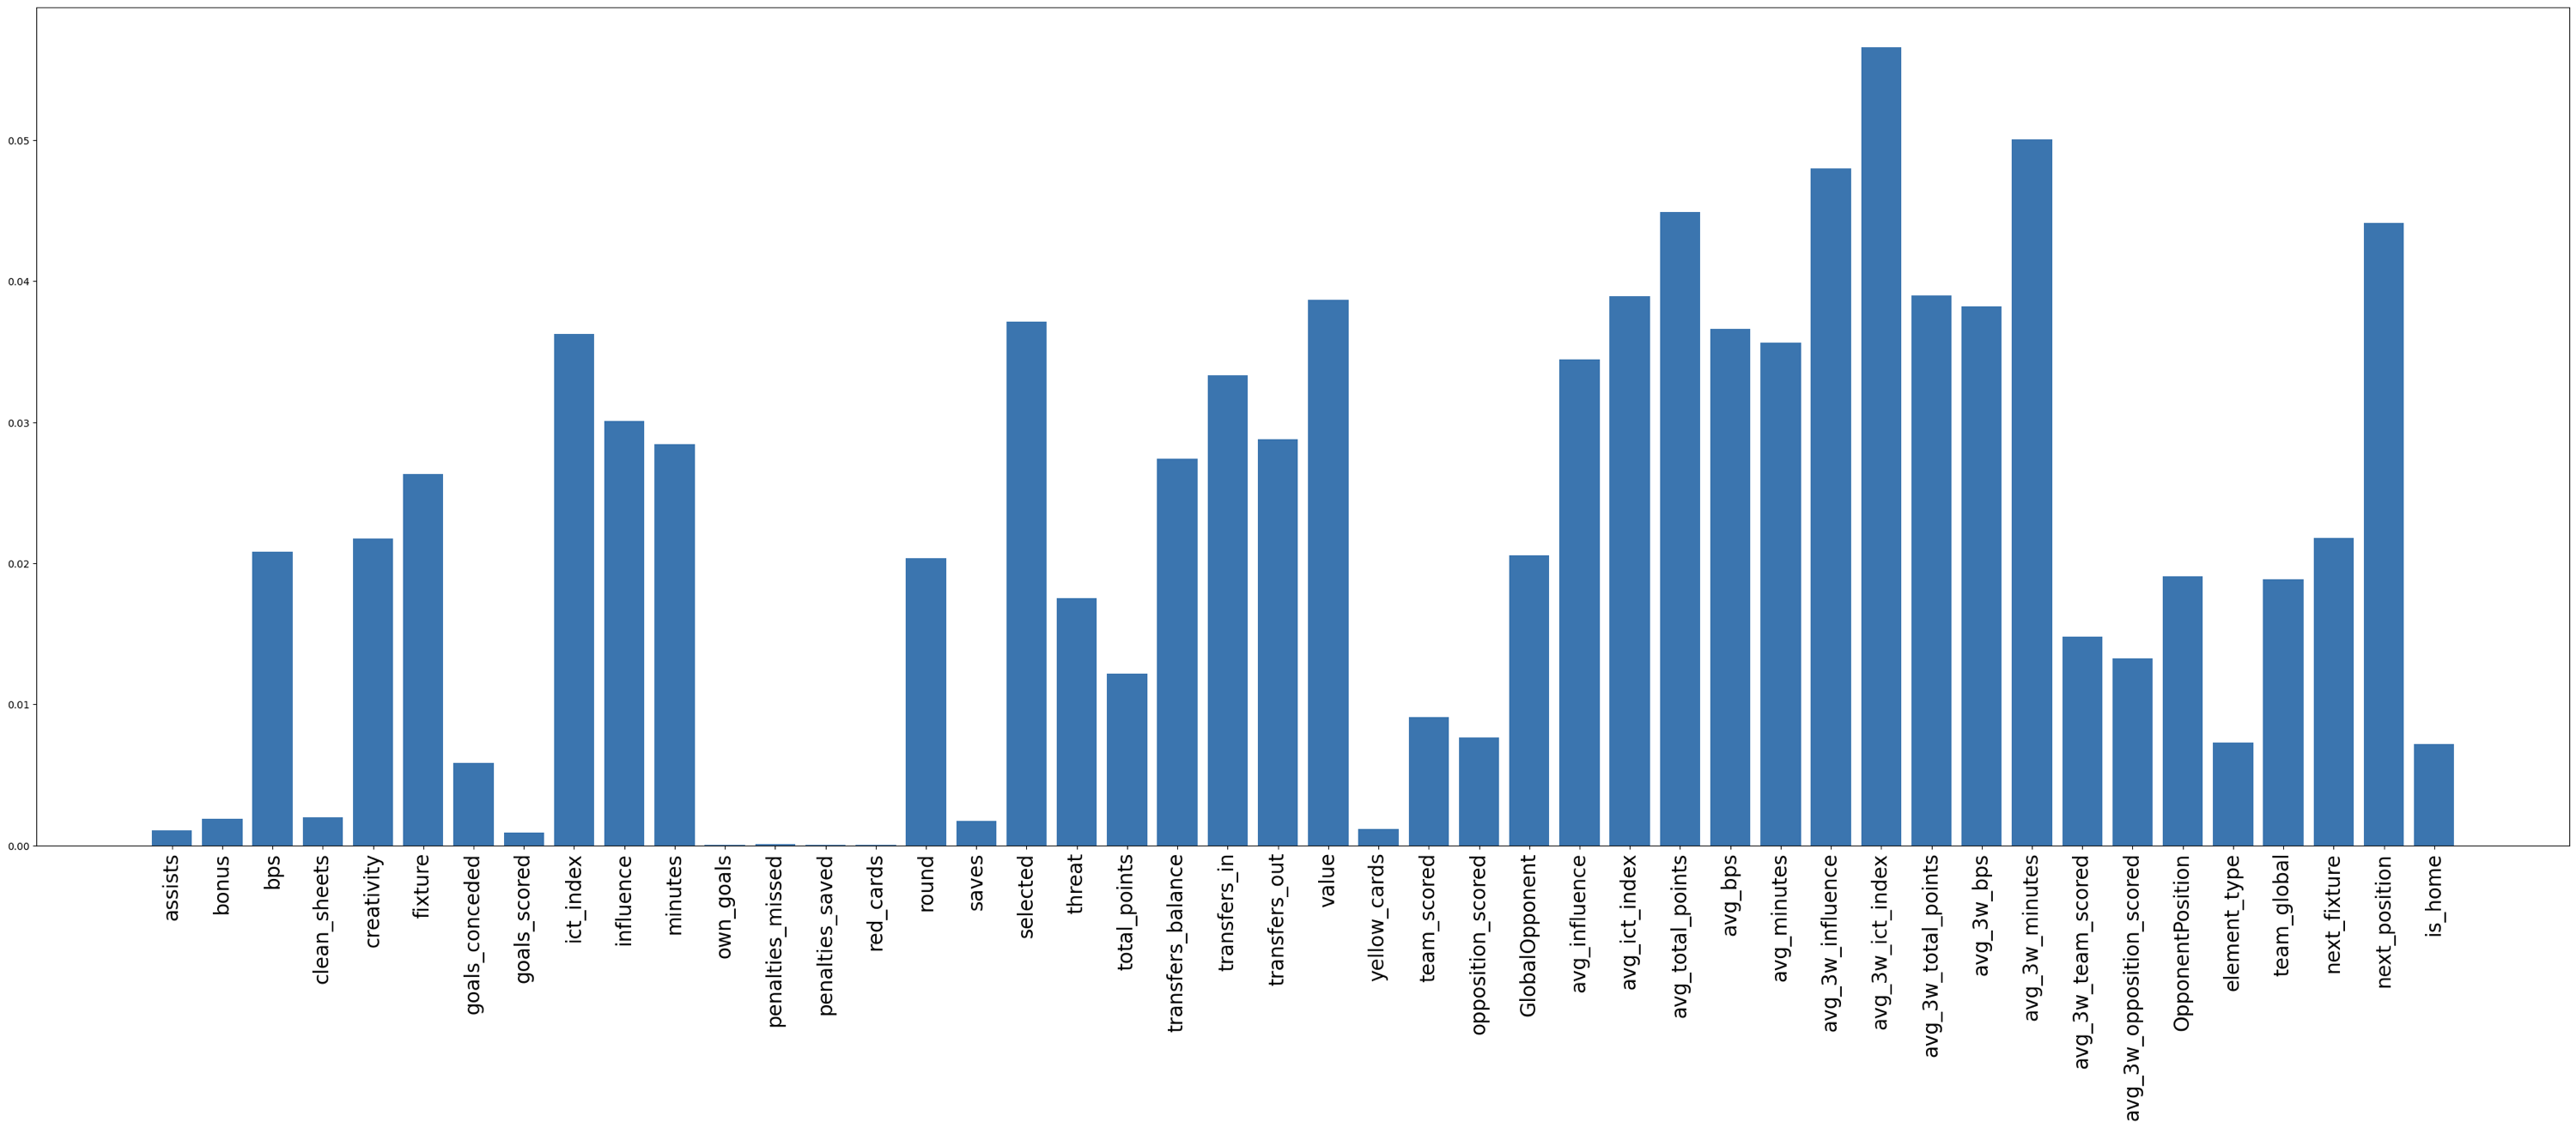 0.05
0.04
0.03
0.02
0.01
0.00
assists
bonus
bps
clean_sheets
creativity
fixture
goals_conceded
goals_scored
ict_index
influence
minutes
own_goals
penalties_missed
penalties_saved
red_cards
round
saves
selected
threat
total_points
transfers_balance
transfers_in
transfers_out
value
yellow_cards
team_scored
opposition_scored
GlobalOpponent
avg_influence
avg_ict_index
avg_total_points
avg_bps
avg_minutes
avg_3w_influence
avg_3w_ict_index
avg_3w_total_points
avg_3w_bps
avg_3w_minutes
avg_3w_team_scored
avg_3w_opposition_scored
OpponentPosition
element_type
team_global
next_fixture
next_position
is_home